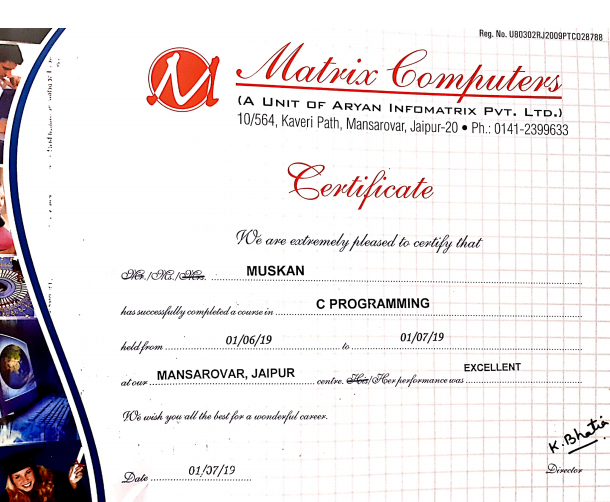 Reg. No. U80302RJ2009PTC028788
Matrix Computers
(A Unit of Aryan Infomatrix Pvt. Ltd.)
10/564, Kaveri Path, Mansarovar, Jaipur-20 • Ph.: 0141-2399633
Certificate
We are extremely pleased to certify that
Mr./Ms./Mrs. MUSKAN
has successfully completed a course in C PROGRAMMING
held from 01/06/19 to 01/07/19
at our MANSAROVAR, JAIPUR centre. His/Her performance was EXCELLENT
We wish you all the best for a wonderful career.
K. Bhatia
Date 01/07/19 Director